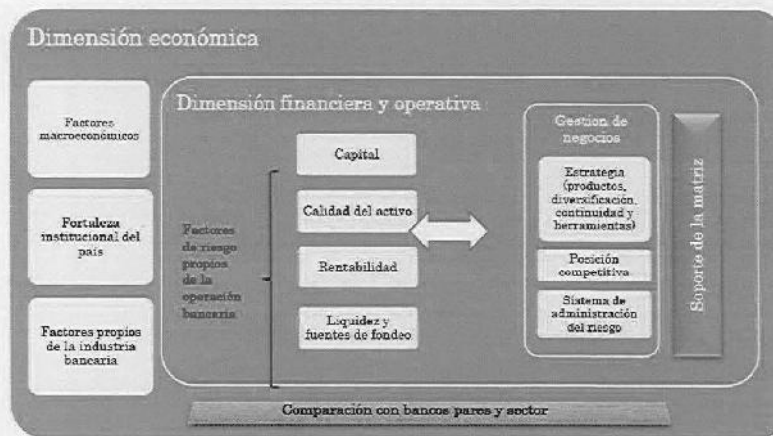 Dimensión económica
Factores
macroeconómicos
Fortaleza
institucional del
país
Factores propios
de la industria
bancaria
Dimensión financiera y operativa
Factores
de riesgo
propios
de la
operación
bancaria
Capital
Calidad del activo
Rentabilidad
Liquidez y
fuentes de fondeo
Gestión de
negocios
Estrategia
(productos,
diversificación,
continuidad y
herramientas)
Posición
competitiva
Sistema de
administración
del riesgo
Soporte de la matriz
Comparación con bancos pares y sector